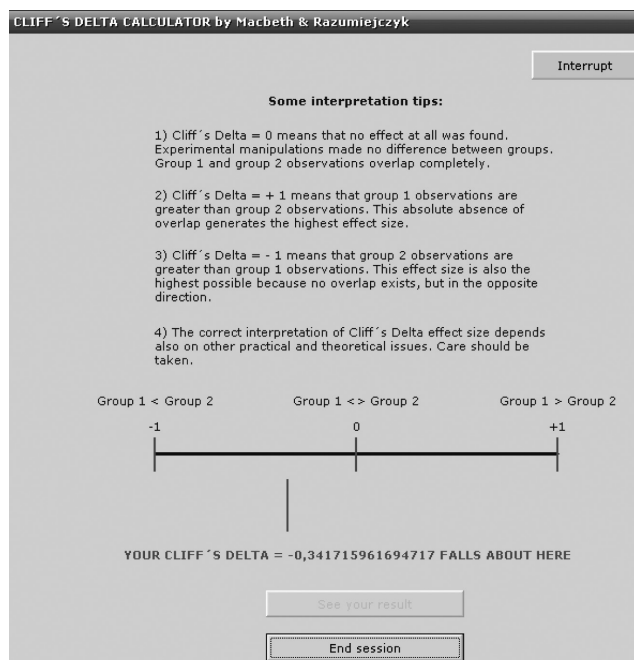 CLIFF´S DELTA CALCULATOR by Macbeth & Razumiejczyk
Interrupt
Some interpretation tips:
1) Cliff´s Delta = 0 means that no effect at all was found.
Experimental manipulations made no difference between groups.
Group 1 and group 2 observations overlap completely.
2) Cliff´s Delta = + 1 means that group 1 observations are
greater than group 2 observations. This absolute absence of
overlap generates the highest effect size.
3) Cliff´s Delta = - 1 means that group 2 observations are
greater than group 1 observations. This effect size is also the
highest possible because no overlap exists, but in the opposite
direction.
4) The correct interpretation of Cliff´s Delta effect size depends
also on other practical and theoretical issues. Care should be
taken.
Group 1 < Group 2 Group 1 <> Group 2 Group 1 > Group 2
-1 0 +1
YOUR CLIFF´S DELTA = -0,341715961694717 FALLS ABOUT HERE
See your result
End session